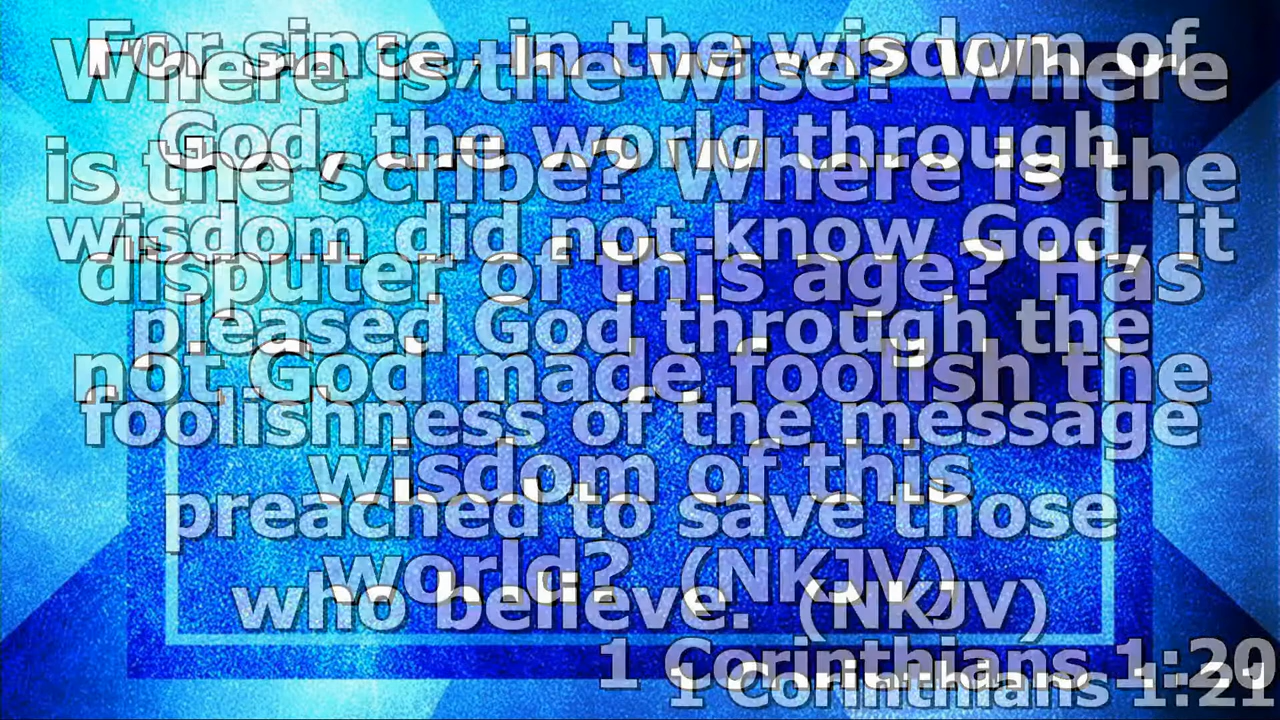 For since, in the wisdom of
God, the world through
wisdom did not know God, it
pleased God through the
foolishness of the message
preached to save those
who believe. (NKJV)
1 Corinthians 1:21
Where is the wise? Where
is the scribe? Where is the
disputer of this age? Has
not God made foolish the
wisdom of this
world? (NKJV)
1 Corinthians 1:20